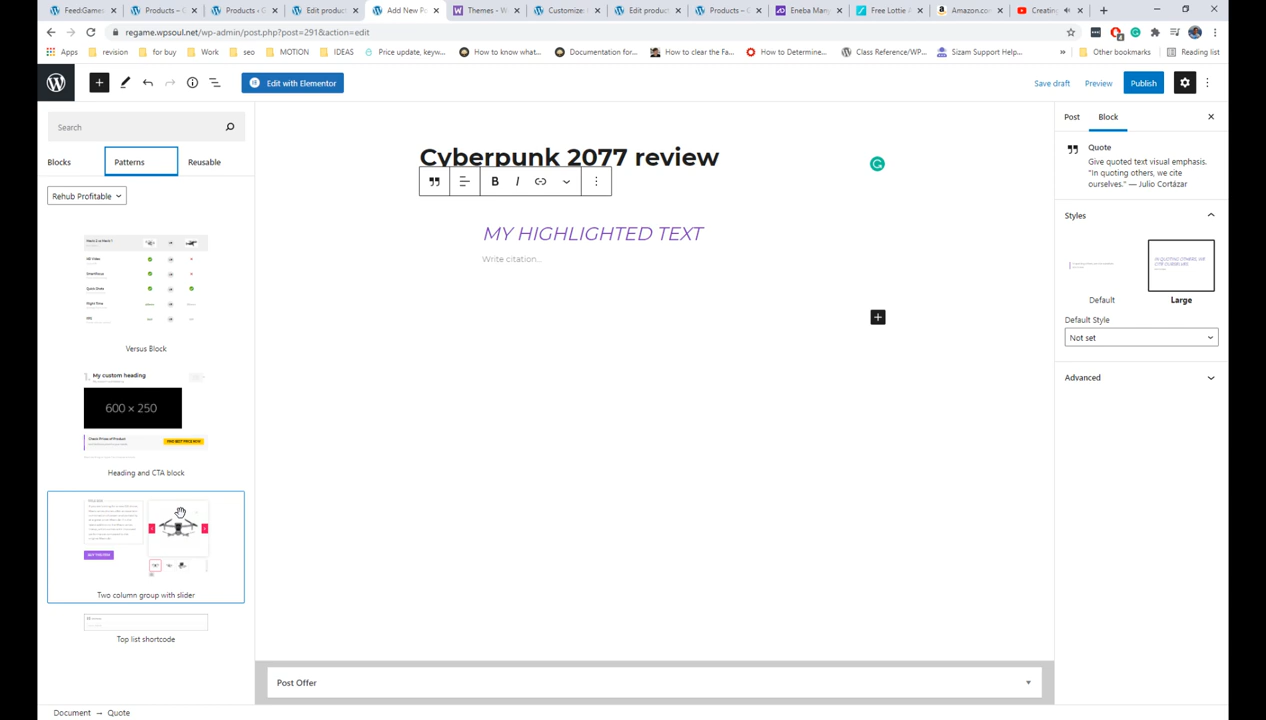 Feed:Games
Products – G
Products ‹ G
Edit product
Add New Po
Themes - W
Customize:
Edit product
Products – G
Eneba Mark
Free Lottie A
Amazon.co
Creating
regame.wpsoul.net/wp-admin/post.php?post=291&action=edit
Apps
revision
for buy
Work
seo
MOTION
IDEAS
Price update, keyw...
How to know what...
Documentation for...
How to clear the Fa...
How to Determine...
Class Reference/WP...
Sizam Support Help...
»
Other bookmarks
Reading list
Edit with Elementor
Save draft
Preview
Publish
Search
Blocks
Patterns
Reusable
Rehub Profitable
Versus Block
My custom heading
600 × 250
Heading and CTA block
Two column group with slider
Top list shortcode
Cyberpunk 2077 review
B
I
MY HIGHLIGHTED TEXT
Write citation...
Post
Block
Quote
Give quoted text visual emphasis.
"In quoting others, we cite
ourselves." — Julio Cortázar
Styles
Default
Large
Default Style
Not set
Advanced
Post Offer
Document → Quote